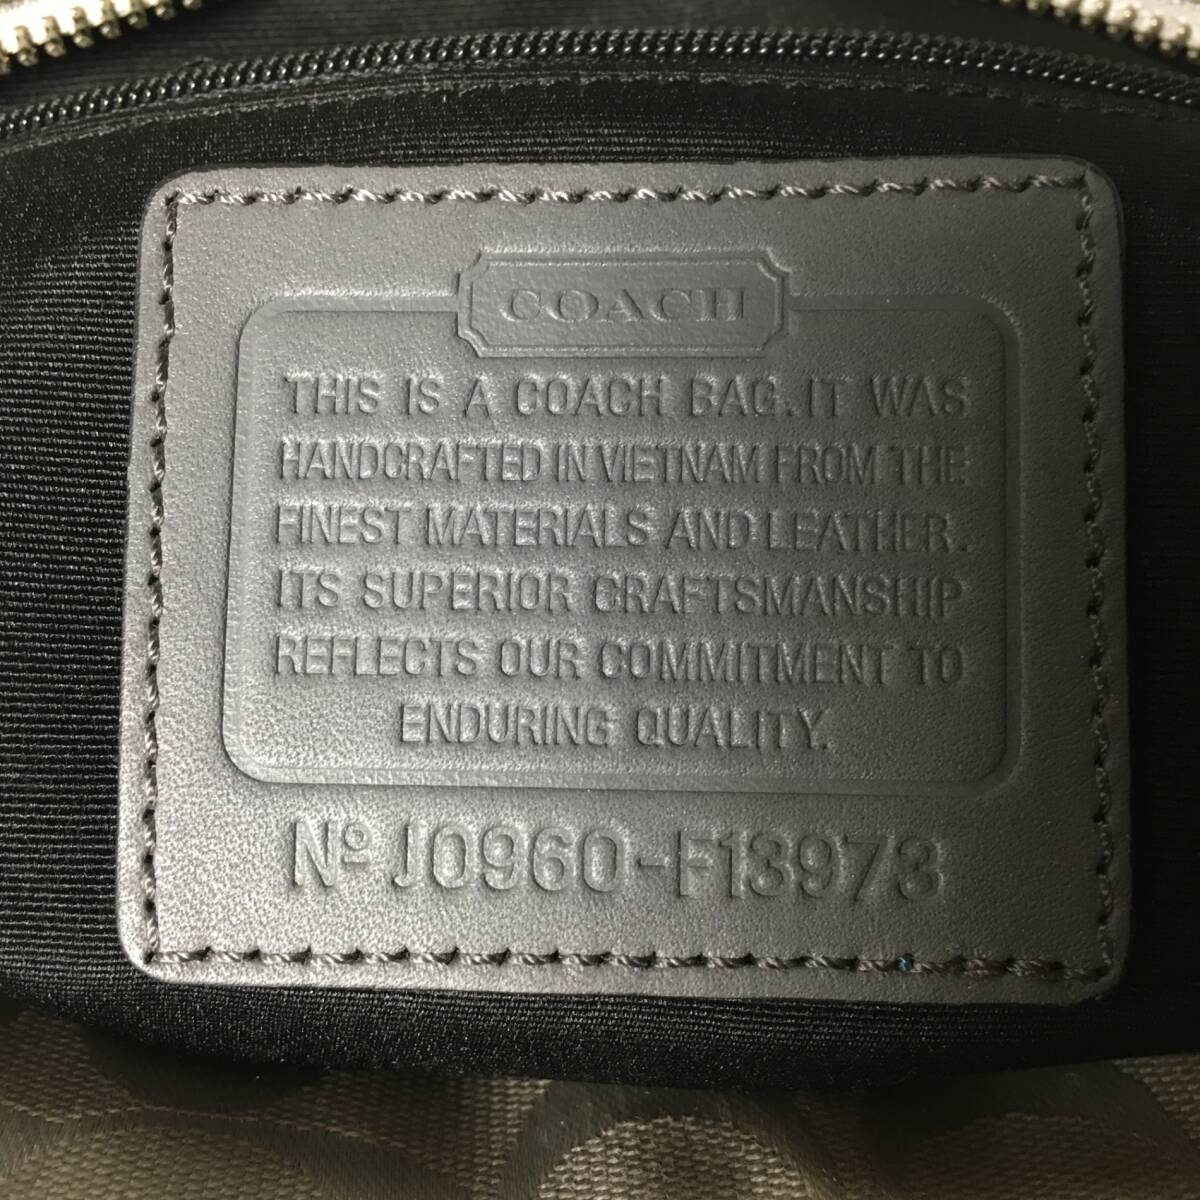 COACH
THIS IS A COACH BAG. IT WAS
HANDCRAFTED IN VIETNAM FROM THE
FINEST MATERIALS AND LEATHER.
ITS SUPERIOR CRAFTSMANSHIP
REFLECTS OUR COMMITMENT TO
ENDURING QUALITY.
Nº J0960-F13973